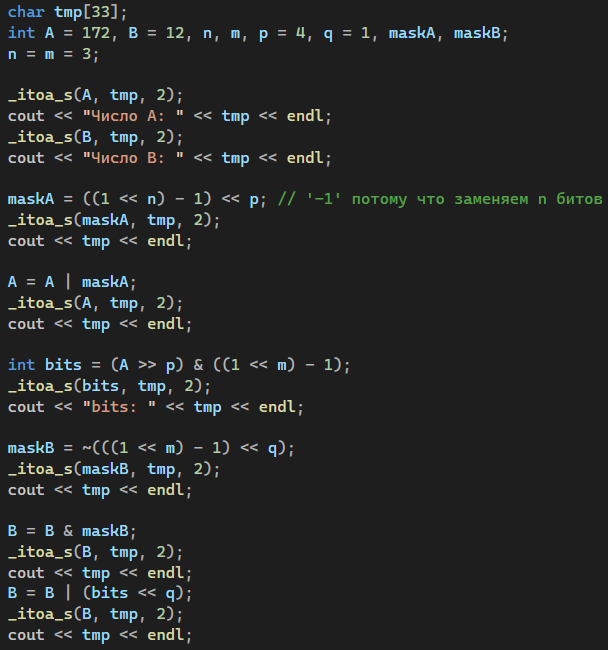 char tmp[33];
int A = 172, B = 12, n, m, p = 4, q = 1, maskA, maskB;
n = m = 3;

_itoa_s(A, tmp, 2);
cout << "Число A: " << tmp << endl;
_itoa_s(B, tmp, 2);
cout << "Число B: " << tmp << endl;

maskA = ((1 << n) - 1) << p; // '-1' потому что заменяем n битов
_itoa_s(maskA, tmp, 2);
cout << tmp << endl;

A = A | maskA;
_itoa_s(A, tmp, 2);
cout << tmp << endl;

int bits = (A >> p) & ((1 << m) - 1);
_itoa_s(bits, tmp, 2);
cout << "bits: " << tmp << endl;

maskB = ~(((1 << m) - 1) << q);
_itoa_s(maskB, tmp, 2);
cout << tmp << endl;

B = B & maskB;
_itoa_s(B, tmp, 2);
cout << tmp << endl;
B = B | (bits << q);
_itoa_s(B, tmp, 2);
cout << tmp << endl;